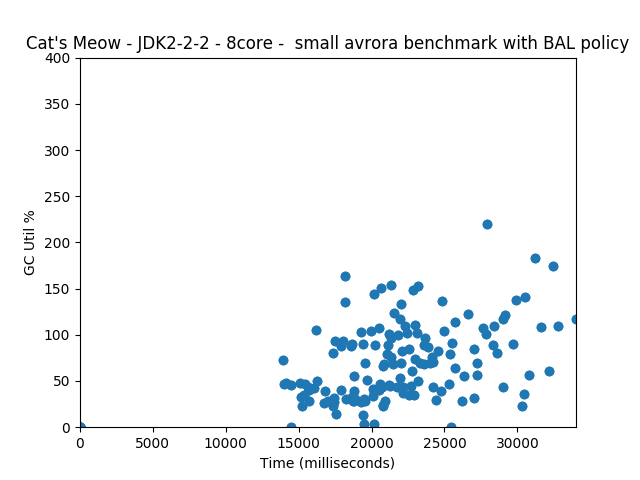 Cat's Meow - JDK2-2-2 - 8core -  small avrora benchmark with BAL policy
400
350
300
250
200
150
100
50
0
GC Util %
0 5000 10000 15000 20000 25000 30000
Time (milliseconds)